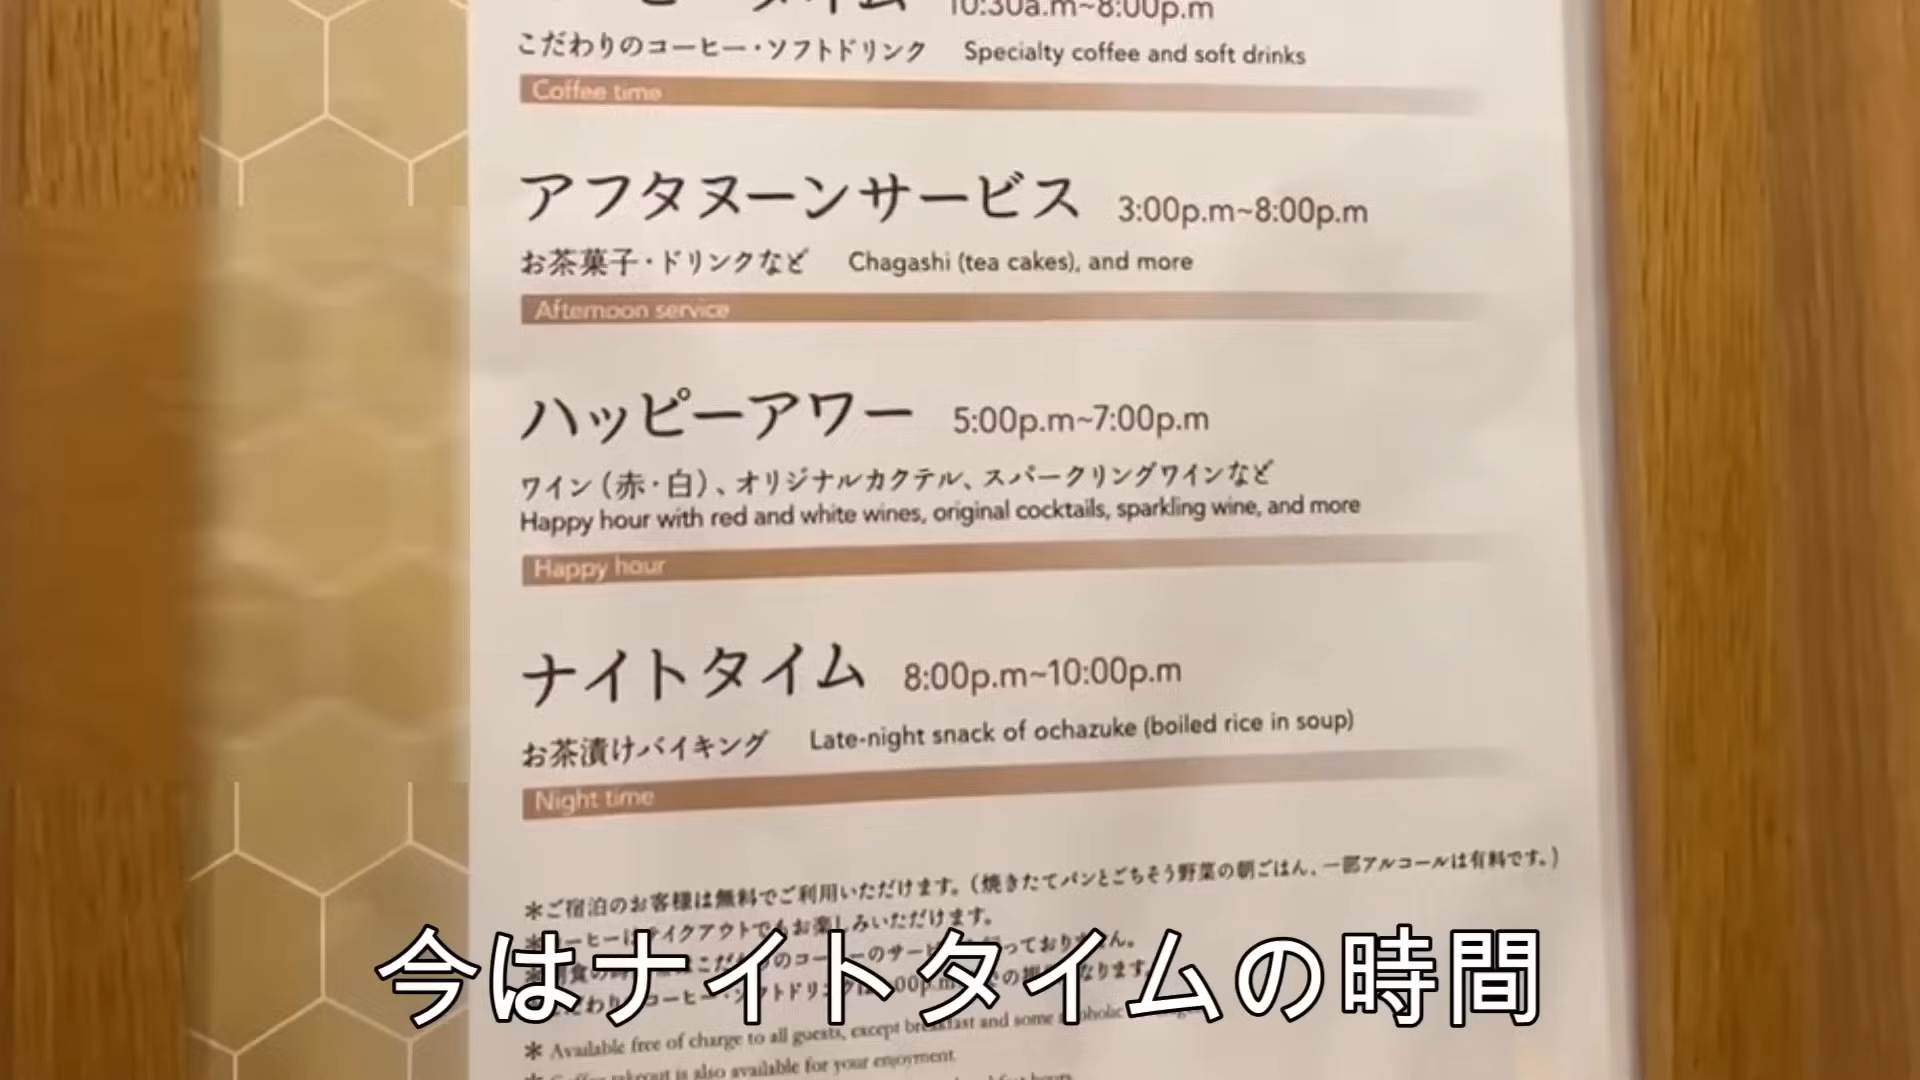 ータイム 10:30a.m~8:00p.m
こだわりのコーヒー・ソフトドリンク Specialty coffee and soft drinks
Coffee time
アフタヌーンサービス 3:00p.m~8:00p.m
お茶菓子・ドリンクなど Chagashi (tea cakes), and more
Afternoon service
ハッピーアワー 5:00p.m~7:00p.m
ワイン（赤・白）、オリジナルカクテル、スパークリングワインなど
Happy hour with red and white wines, original cocktails, sparkling wine, and more
Happy hour
ナイトタイム 8:00p.m~10:00p.m
お茶漬けバイキング Late-night snack of ochazuke (boiled rice in soup)
Night time
＊ご宿泊のお客様は無料でご利用いただけます。（焼きたてパンとごちそう野菜の朝ごはん、一部アルコールは有料です。）
テイクアウトでもお楽しみいただけます。
今はナイトタイムの時間
＊ Available free of charge to all guests, except breakfast and some
takeout is also available for your enjoyment.